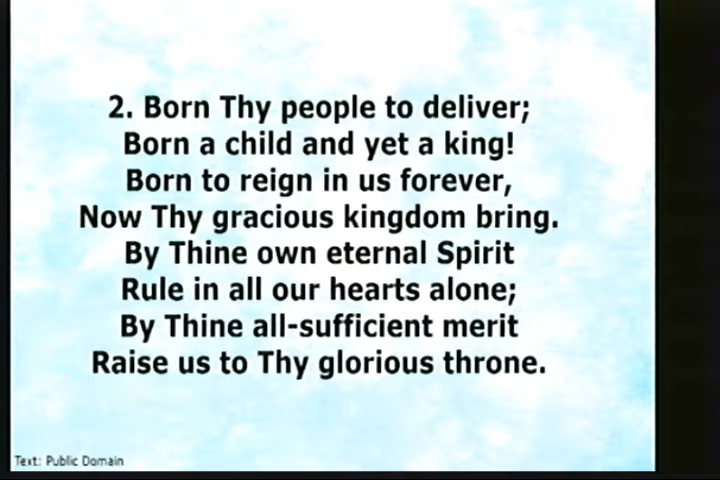 2. Born Thy people to deliver;
Born a child and yet a king!
Born to reign in us forever,
Now Thy gracious kingdom bring.
By Thine own eternal Spirit
Rule in all our hearts alone;
By Thine all-sufficient merit
Raise us to Thy glorious throne.
Text: Public Domain